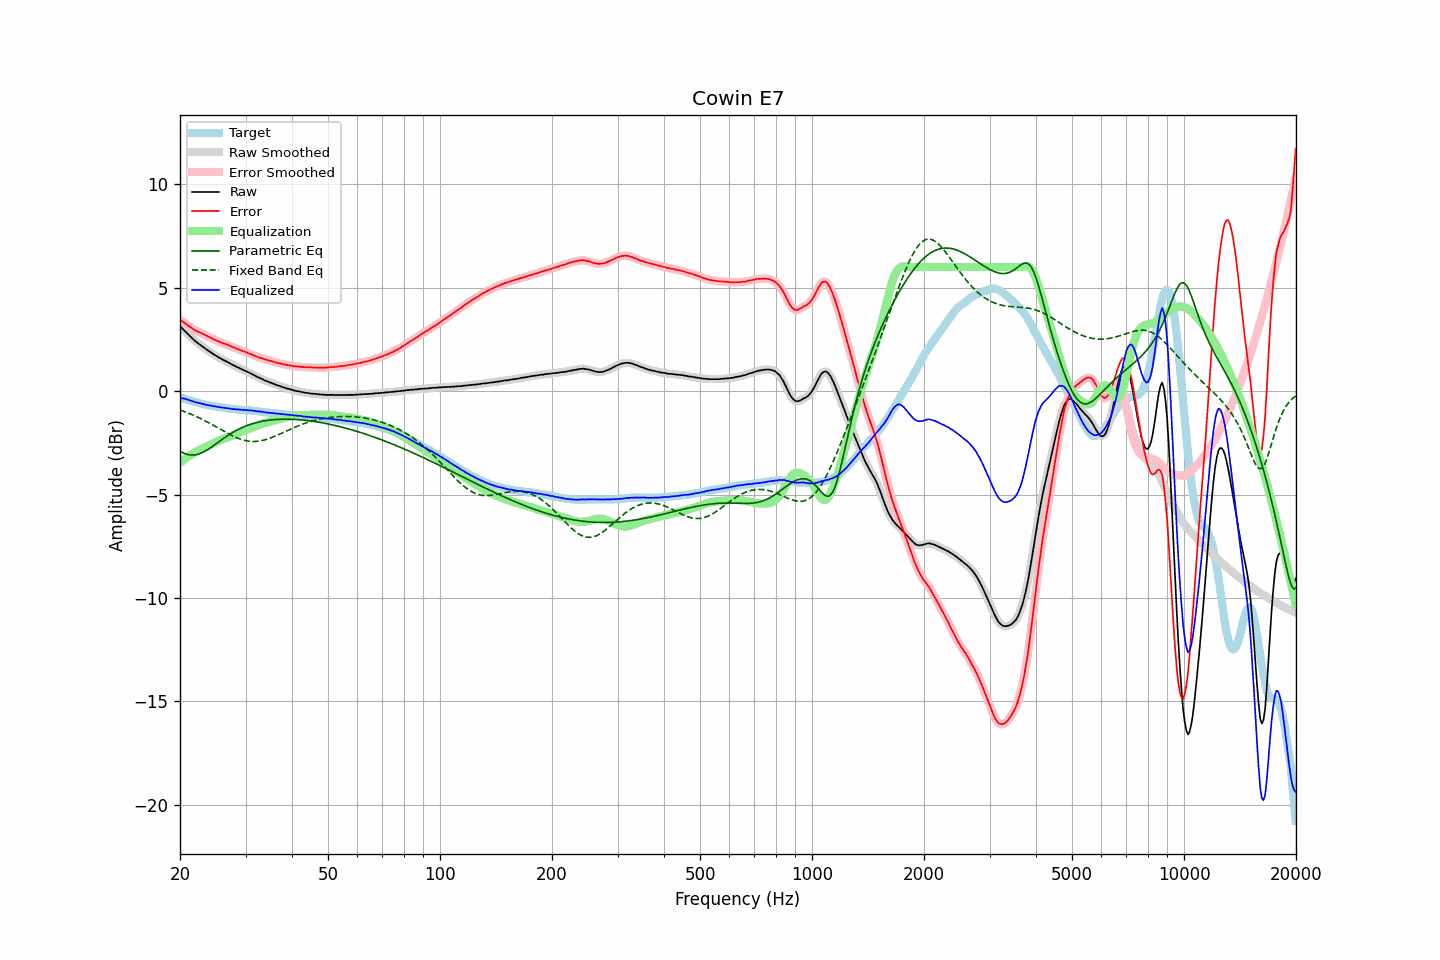 Cowin E7
Target
Raw Smoothed
Error Smoothed
Raw
Error
Equalization
Parametric Eq
Fixed Band Eq
Equalized
10
5
0
−5
−10
−15
−20
Amplitude (dBr)
20 50 100 200 500 1000 2000 5000 10000 20000
Frequency (Hz)